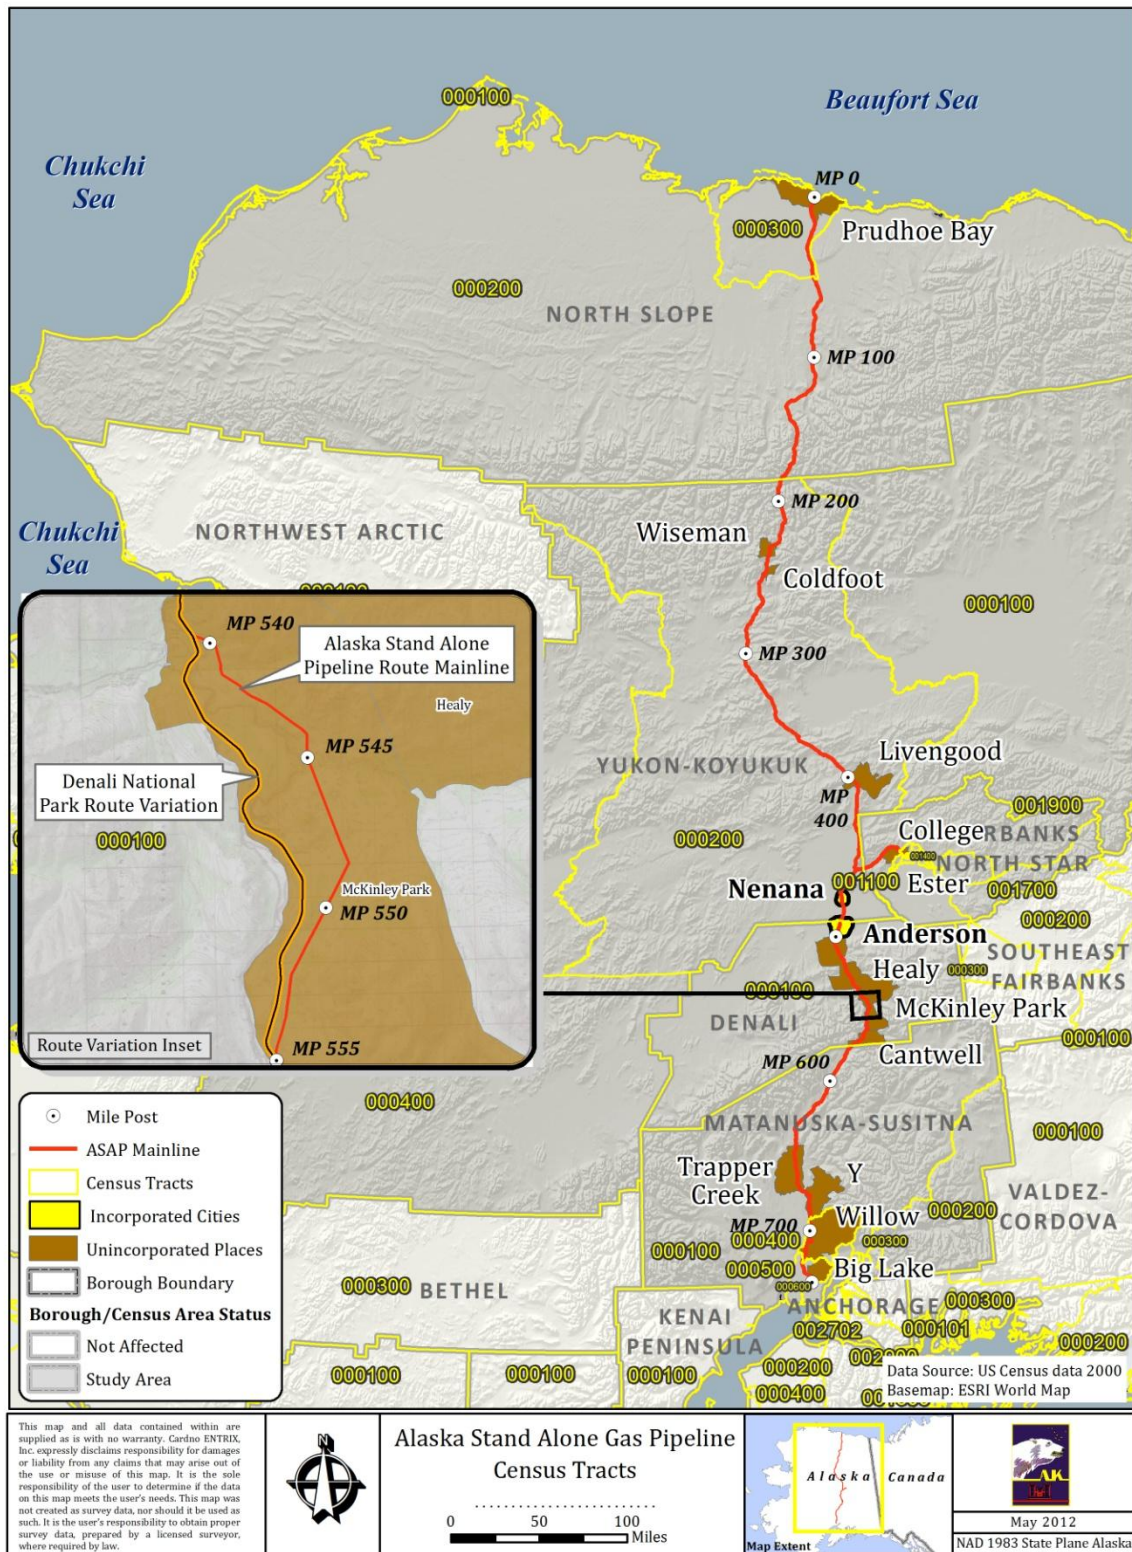 Beaufort Sea
000100
Chukchi
Sea
MP 0
000300
Prudhoe Bay
000200
NORTH SLOPE
MP 100
MP 200
NORTHWEST ARCTIC
Wiseman
Chukchi
Sea
Coldfoot
000100
MP 300
MP 540
Alaska Stand Alone
Pipeline Route Mainline
Healy
MP 545
Denali National
Park Route Variation
000100
McKinley Park
MP 550
Route Variation Inset
MP 555
Livengood
YUKON-KOYUKUK
MP
400
001900
College
RBANKS
NORTH STAR
000200
001400
Nenana
001100
Ester
001700
000200
Anderson
SOUTHEAST
FAIRBANKS
Healy
000300
000100
McKinley Park
DENALI
Cantwell
000100
MP 600
000400
MATANUSKA-SUSITNA
000100
Trapper
Creek
Y
VALDEZ-
CORDOVA
MP 700
Willow
000200
000100
000400
000300
000500
Big Lake
000300
BETHEL
000600
KENAI
PENINSULA
ANCHORAGE
000300
002702
000101
000200
000100
000100
000100
000200
000400
Data Source: US Census data 2000
Basemap: ESRI World Map
Mile Post
ASAP Mainline
Census Tracts
Incorporated Cities
Unincorporated Places
Borough Boundary
Borough/Census Area Status
Not Affected
Study Area
This map and all data contained within are
supplied as is with no warranty. Cardno ENTRIX,
Inc. expressly disclaims responsibility for damages
or liability from any claims that may arise out of
the use or misuse of this map. It is the sole
responsibility of the user to determine if the data
on this map meets the user's needs. This map was
not created as survey data, nor should it be used as
such. It is the user's responsibility to obtain proper
survey data, prepared by a licensed surveyor,
where required by law.
N
Alaska Stand Alone Gas Pipeline
Census Tracts
0 50 100
Miles
Alaska
Canada
Map Extent
AK
May 2012
NAD 1983 State Plane Alaska